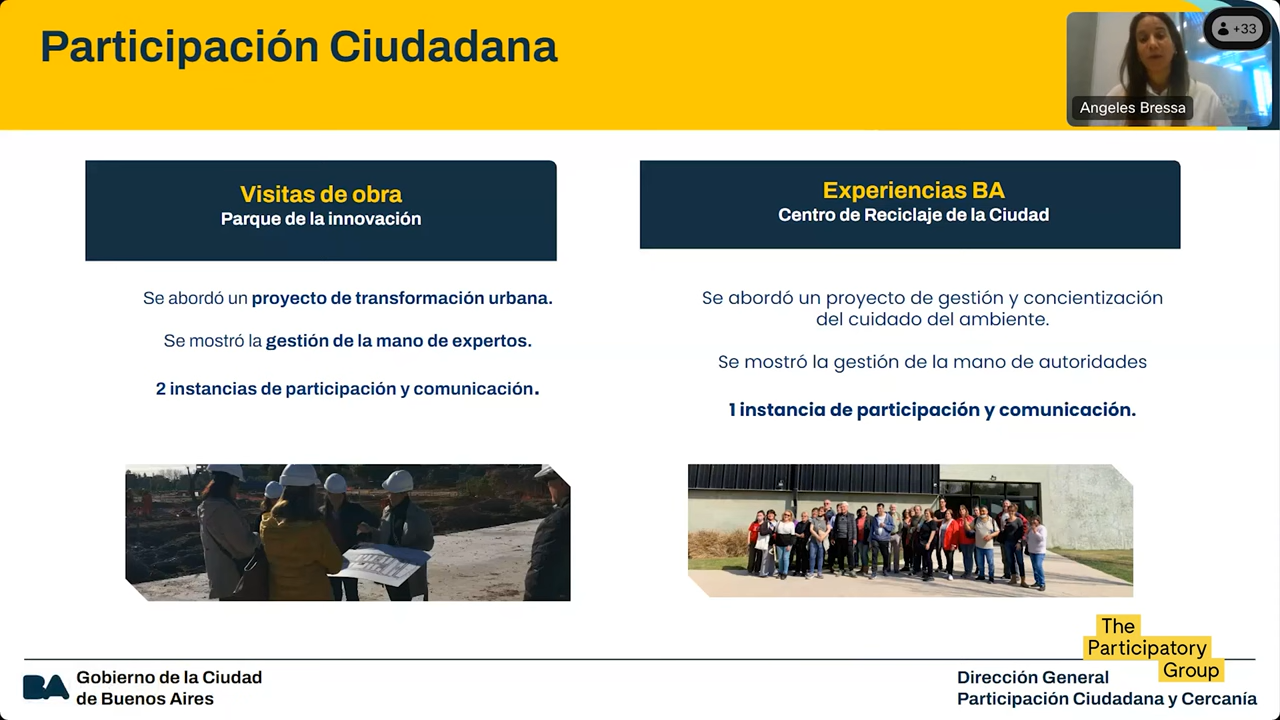 Participación Ciudadana
+33
Angeles Bressa
Visitas de obra
Parque de la innovación
Se abordó un proyecto de transformación urbana.
Se mostró la gestión de la mano de expertos.
2 instancias de participación y comunicación.
Experiencias BA
Centro de Reciclaje de la Ciudad
Se abordó un proyecto de gestión y concientización
del cuidado del ambiente.
Se mostró la gestión de la mano de autoridades
1 instancia de participación y comunicación.
The
Participatory
Group
BA
Gobierno de la Ciudad
de Buenos Aires
Dirección General
Participación Ciudadana y Cercanía